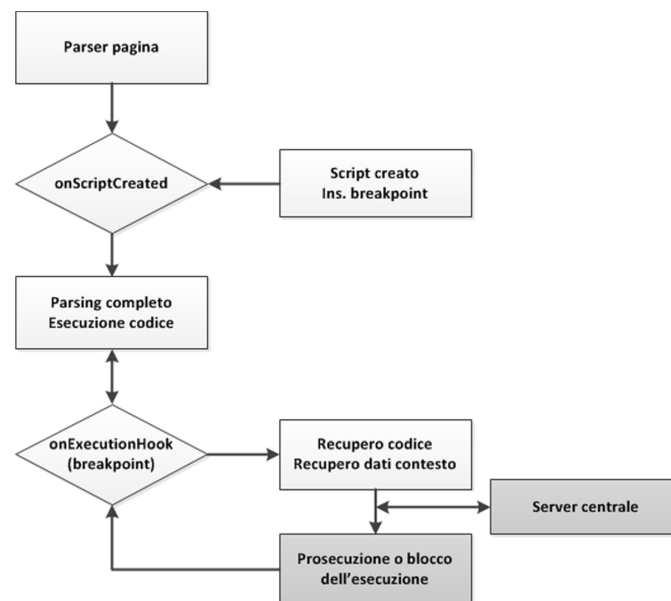 Parser pagina
onScriptCreated
Script creato
Ins. breakpoint
Parsing completo
Esecuzione codice
onExecutionHook
(breakpoint)
Recupero codice
Recupero dati contesto
Server centrale
Prosecuzione o blocco
dell'esecuzione